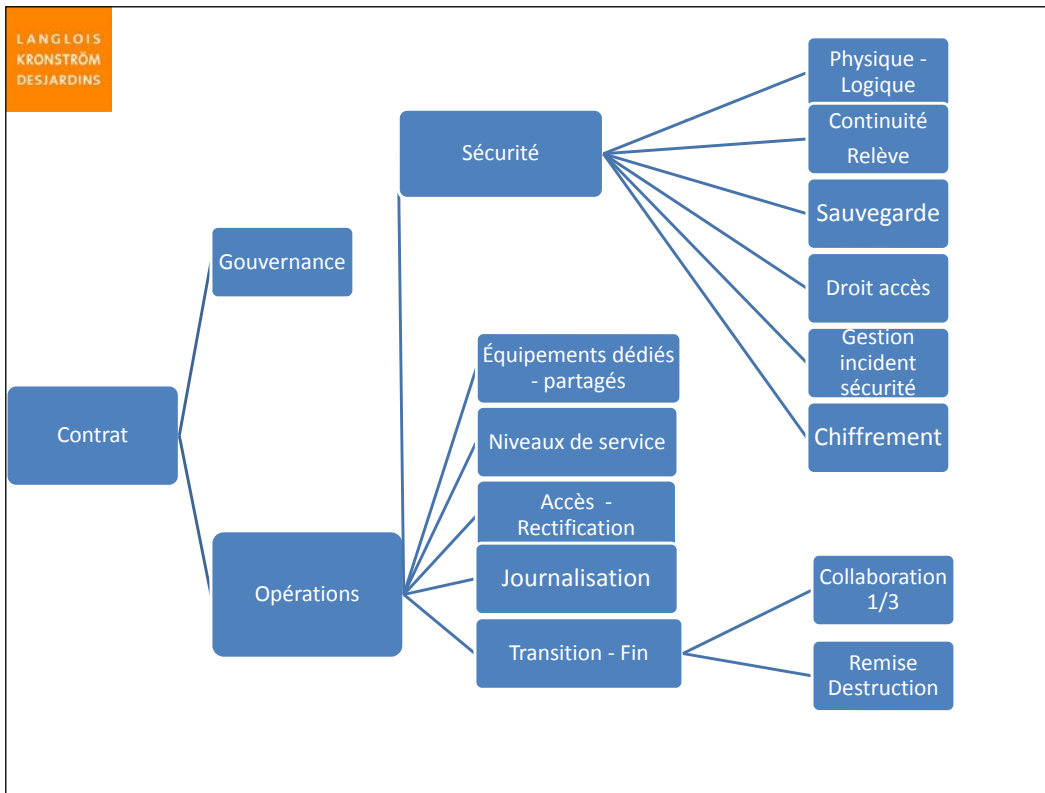 LANGLOIS
KRONSTRÖM
DESJARDINS
Physique -
Logique
Continuité
Relève
Sécurité
Sauvegarde
Gouvernance
Droit accès
Gestion
incident
sécurité
Équipements dédiés
- partagés
Chiffrement
Contrat
Niveaux de service
Accès - 
Rectification
Journalisation
Opérations
Collaboration
1/3
Transition - Fin
Remise
Destruction